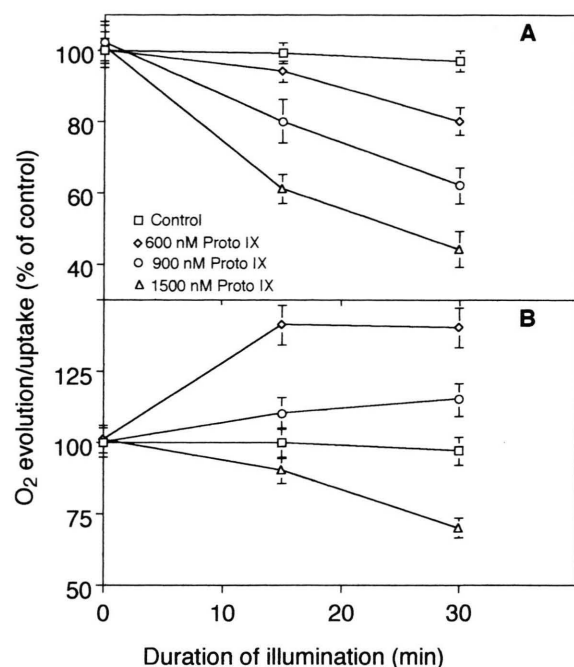 A
100
80
60
40
Control
600 nM Proto IX
900 nM Proto IX
1500 nM Proto IX
B
125
100
75
50
0
10
20
30
O2 evolution/uptake (% of control)
Duration of illumination (min)